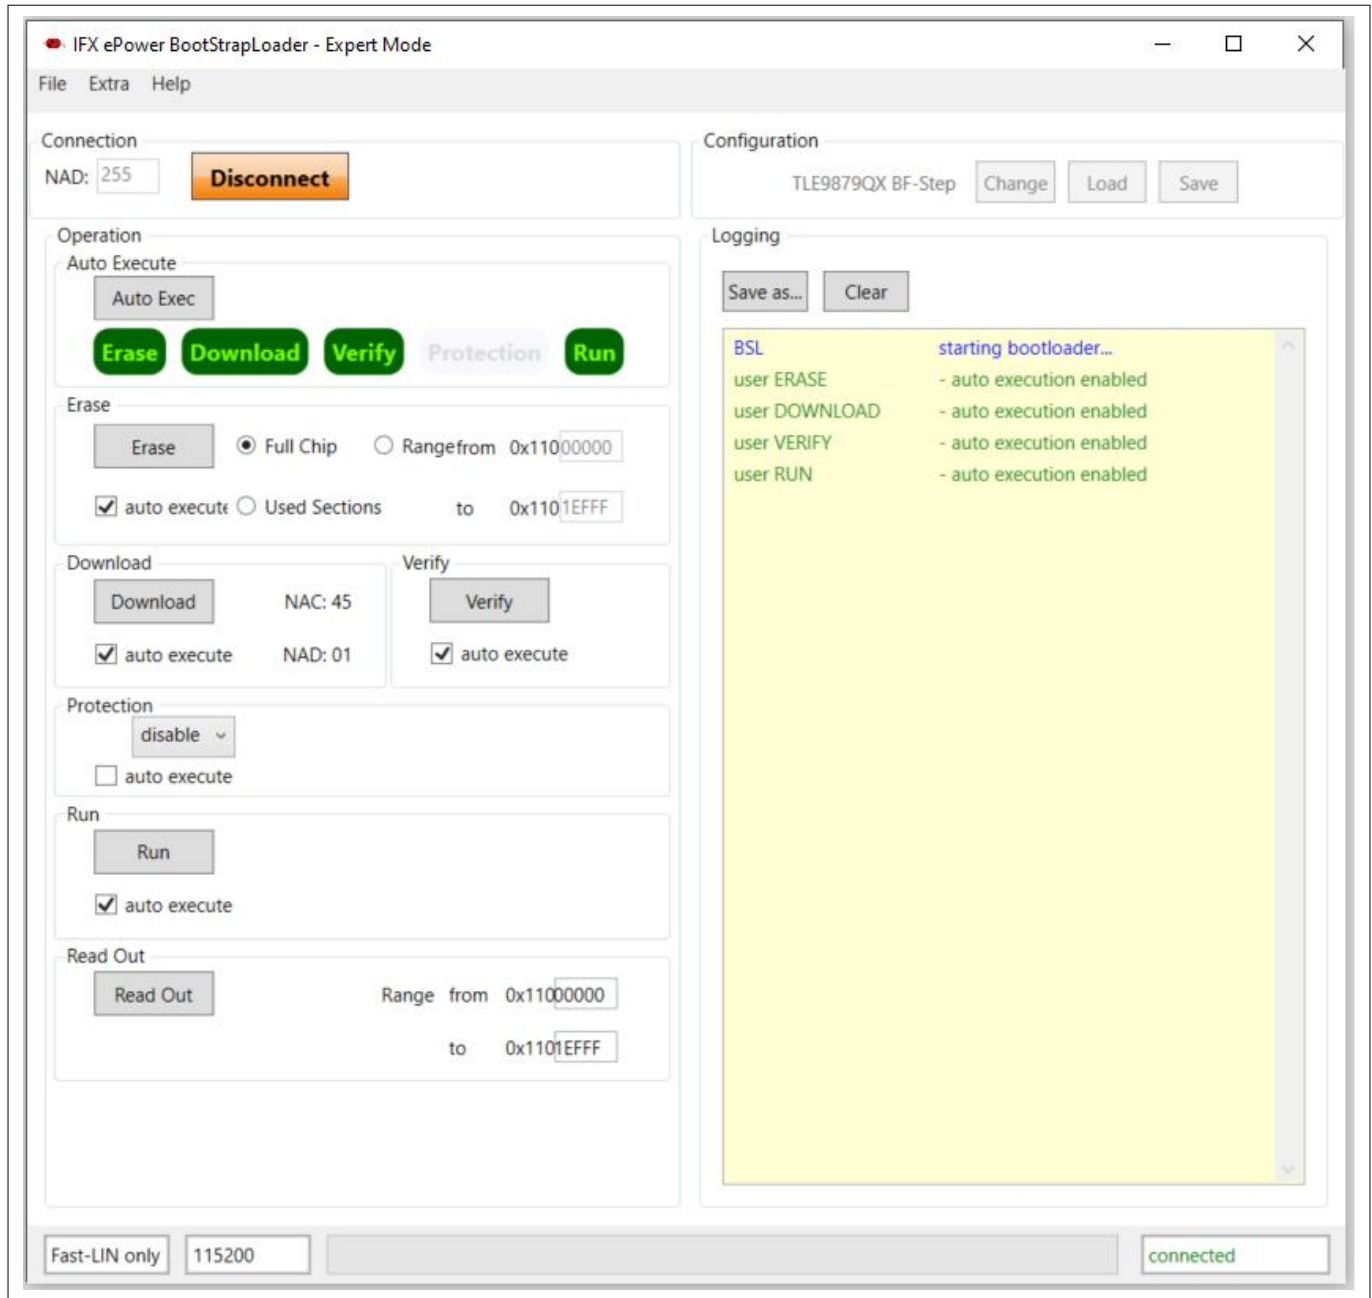 IFX ePower BootStrapLoader - Expert Mode
File Extra Help
Connection
NAD: 255 Disconnect
Configuration
TLE9879QX BF-Step Change Load Save
Operation
Auto Execute
Auto Exec
Erase Download Verify Protection Run
Erase
Erase Full Chip Range from 0x11000000
auto execute Used Sections to 0x1101EFFF
Download
Download NAC: 45
auto execute NAD: 01
Verify
Verify
auto execute
Protection
disable
auto execute
Run
Run
auto execute
Read Out
Read Out Range from 0x11000000
to 0x1101EFFF
Logging
Save as... Clear
BSL starting bootloader...
user ERASE - auto execution enabled
user DOWNLOAD - auto execution enabled
user VERIFY - auto execution enabled
user RUN - auto execution enabled
Fast-LIN only 115200 connected